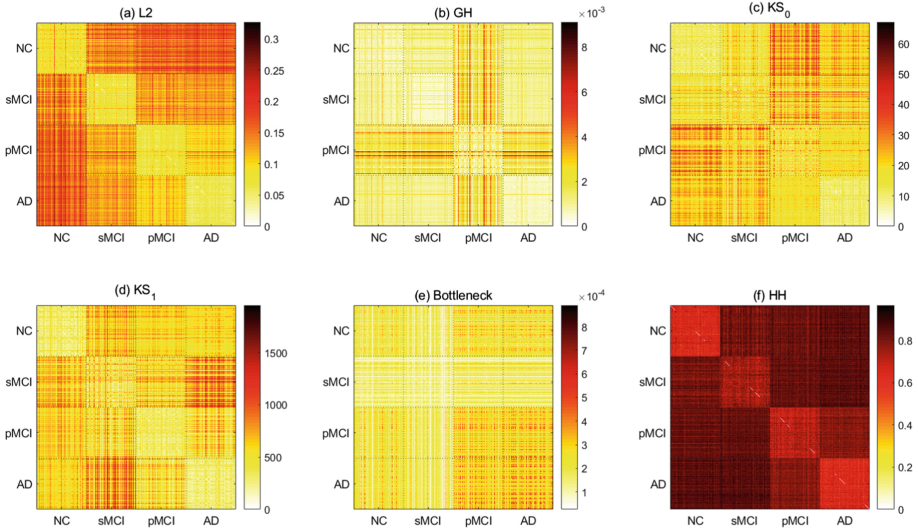 (a) L2
NC
sMCI
pMCI
AD
NC sMCI pMCI AD
0.3
0.25
0.2
0.15
0.1
0.05
0
(b) GH
×10⁻³
NC
sMCI
pMCI
AD
NC sMCI pMCI AD
8
6
4
2
0
(c) KS₀
NC
sMCI
pMCI
AD
NC sMCI pMCI AD
60
50
40
30
20
10
0
(d) KS₁
NC
sMCI
pMCI
AD
NC sMCI pMCI AD
1500
1000
500
0
(e) Bottleneck
×10⁻⁴
NC
sMCI
pMCI
AD
NC sMCI pMCI AD
8
7
6
5
4
3
2
1
(f) HH
NC
sMCI
pMCI
AD
NC sMCI pMCI AD
0.8
0.6
0.4
0.2
0